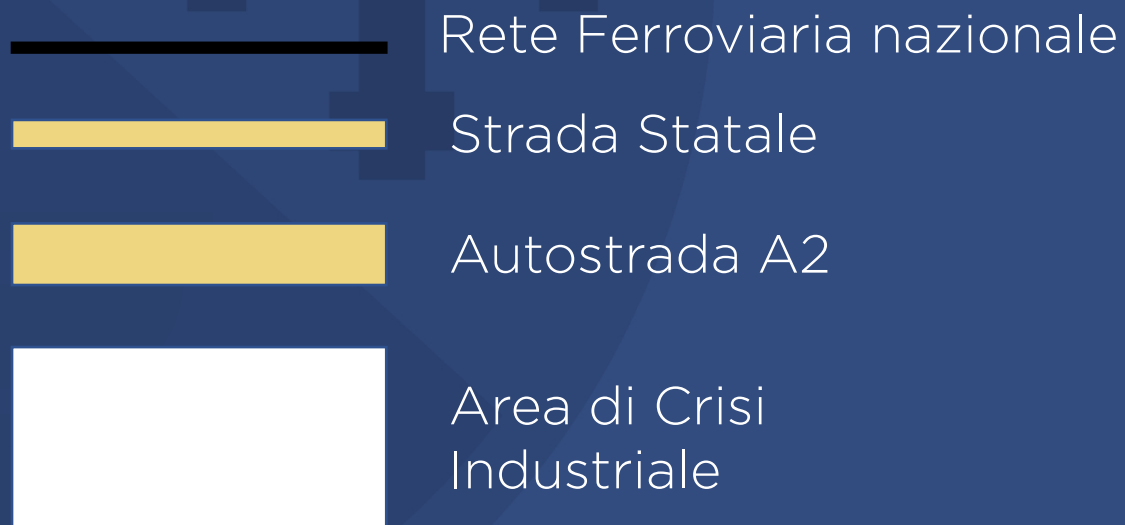 Rete Ferroviaria nazionale
Strada Statale
Autostrada A2
Area di Crisi
Industriale